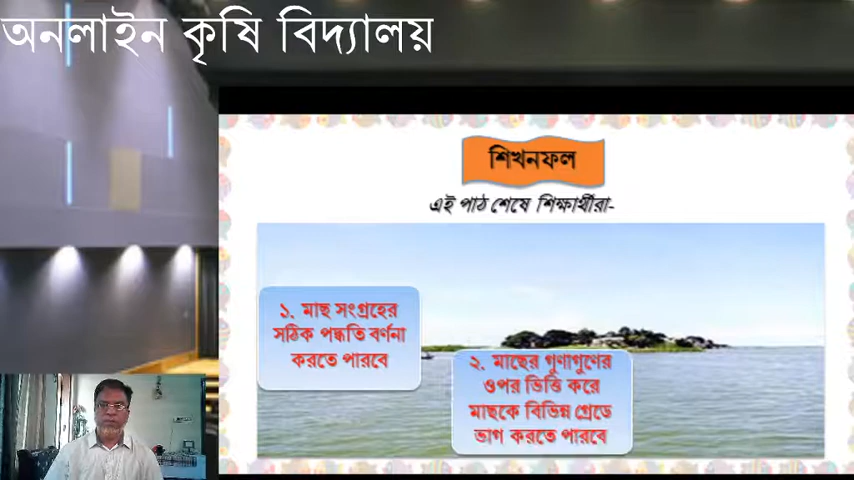 অনলাইন কৃষি বিদ্যালয়
শিখনফল
এই পাঠ শেষে শিক্ষার্থীরা-
১. মাছ সংগ্রহের
সঠিক পদ্ধতি বর্ণনা
করতে পারবে
২. মাছের গুণাগুণের
ওপর ভিত্তি করে
মাছকে বিভিন্ন গ্রেডে
ভাগ করতে পারবে